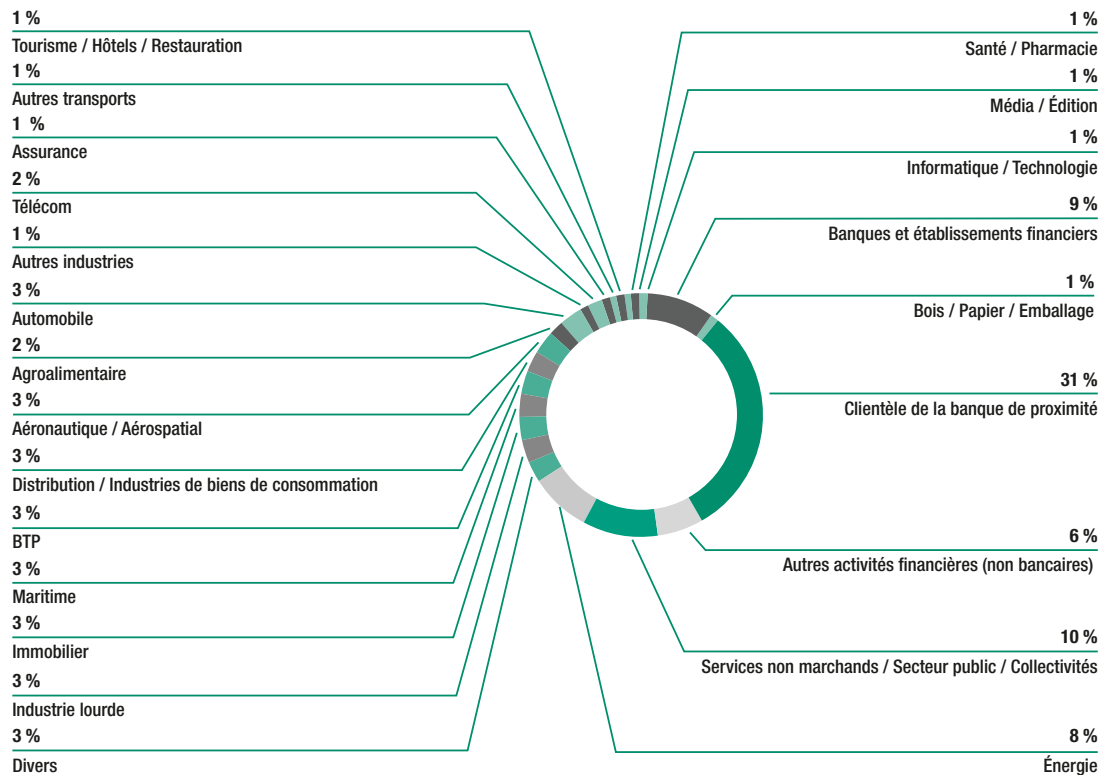 1 %
Tourisme / Hôtels / Restauration
1 %
Autres transports
1 %
Assurance
2 %
Télécom
1 %
Autres industries
3 %
Automobile
2 %
Agroalimentaire
3 %
Aéronautique / Aérospatial
3 %
Distribution / Industries de biens de consommation
3 %
BTP
3 %
Maritime
3 %
Immobilier
3 %
Industrie lourde
3 %
Divers
1 %
Santé / Pharmacie
1 %
Média / Édition
1 %
Informatique / Technologie
9 %
Banques et établissements financiers
1 %
Bois / Papier / Emballage
31 %
Clientèle de la banque de proximité
6 %
Autres activités financières (non bancaires)
10 %
Services non marchands / Secteur public / Collectivités
8 %
Énergie